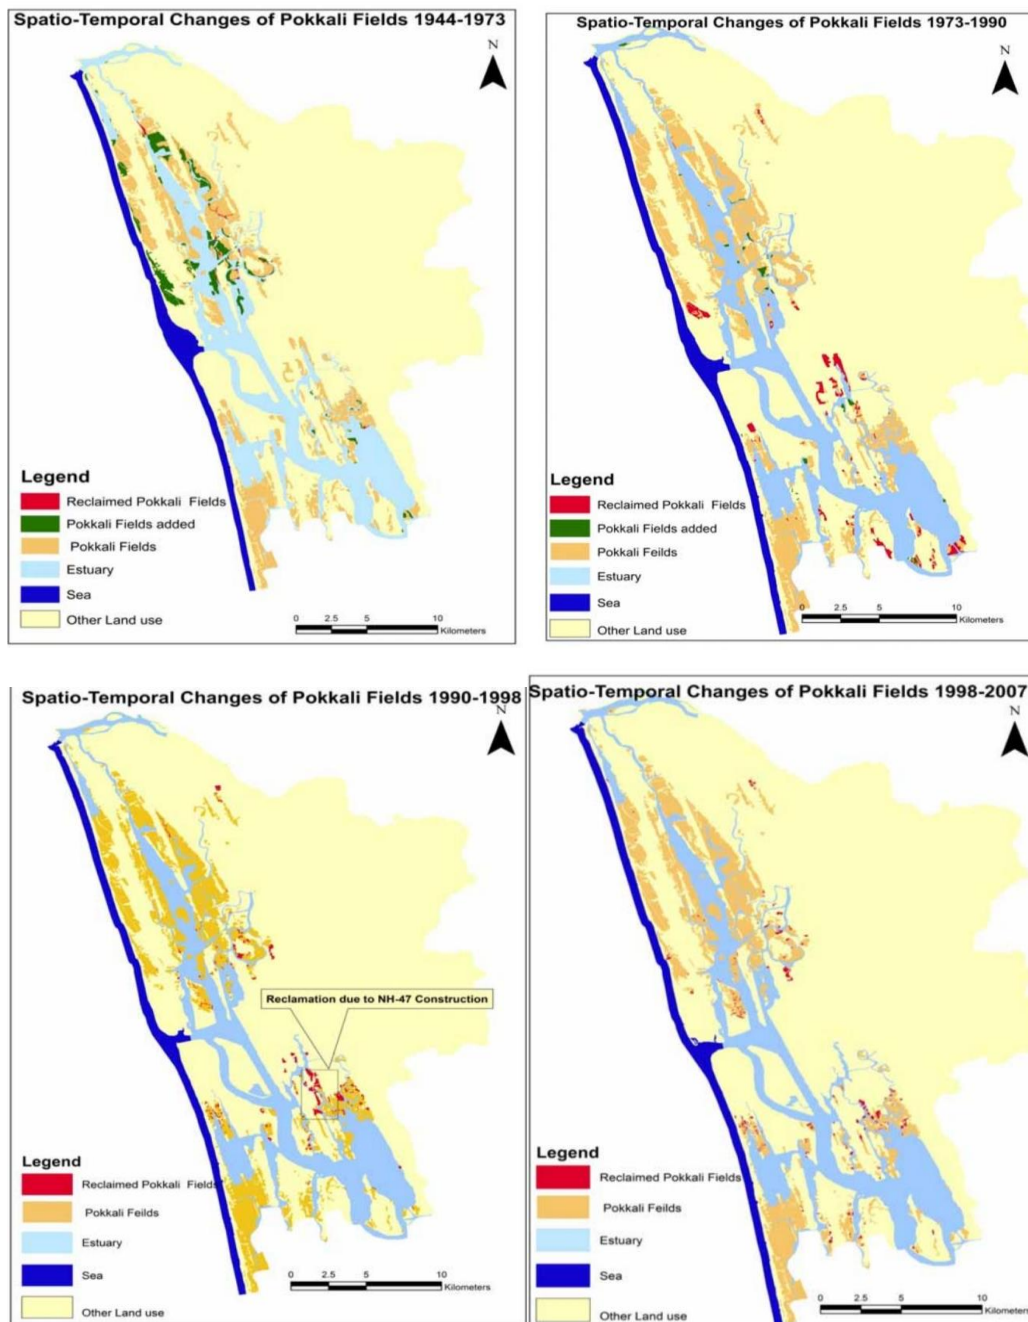 Spatio-Temporal Changes of Pokkali Fields 1944-1973
N
Legend
Reclaimed Pokkali Fields
Pokkali Fields added
Pokkali Fields
Estuary
Sea
Other Land use
0 2.5 5 10
Kilometers
Spatio-Temporal Changes of Pokkali Fields 1973-1990
N
Legend
Reclaimed Pokkali Fields
Pokkali Fields added
Pokkali Feilds
Estuary
Sea
Other Land use
0 2.5 5 10
Kilometers
Spatio-Temporal Changes of Pokkali Fields 1990-1998
N
Reclamation due to NH-47 Construction
Legend
Reclaimed Pokkali Fields
Pokkali Feilds
Estuary
Sea
Other Land use
0 2.5 5 10
Kilometers
Spatio-Temporal Changes of Pokkali Fields 1998-2007
N
Legend
Reclaimed Pokkali Fields
Pokkali Feilds
Estuary
Sea
Other Land use
0 2.5 5 10
Kilometers